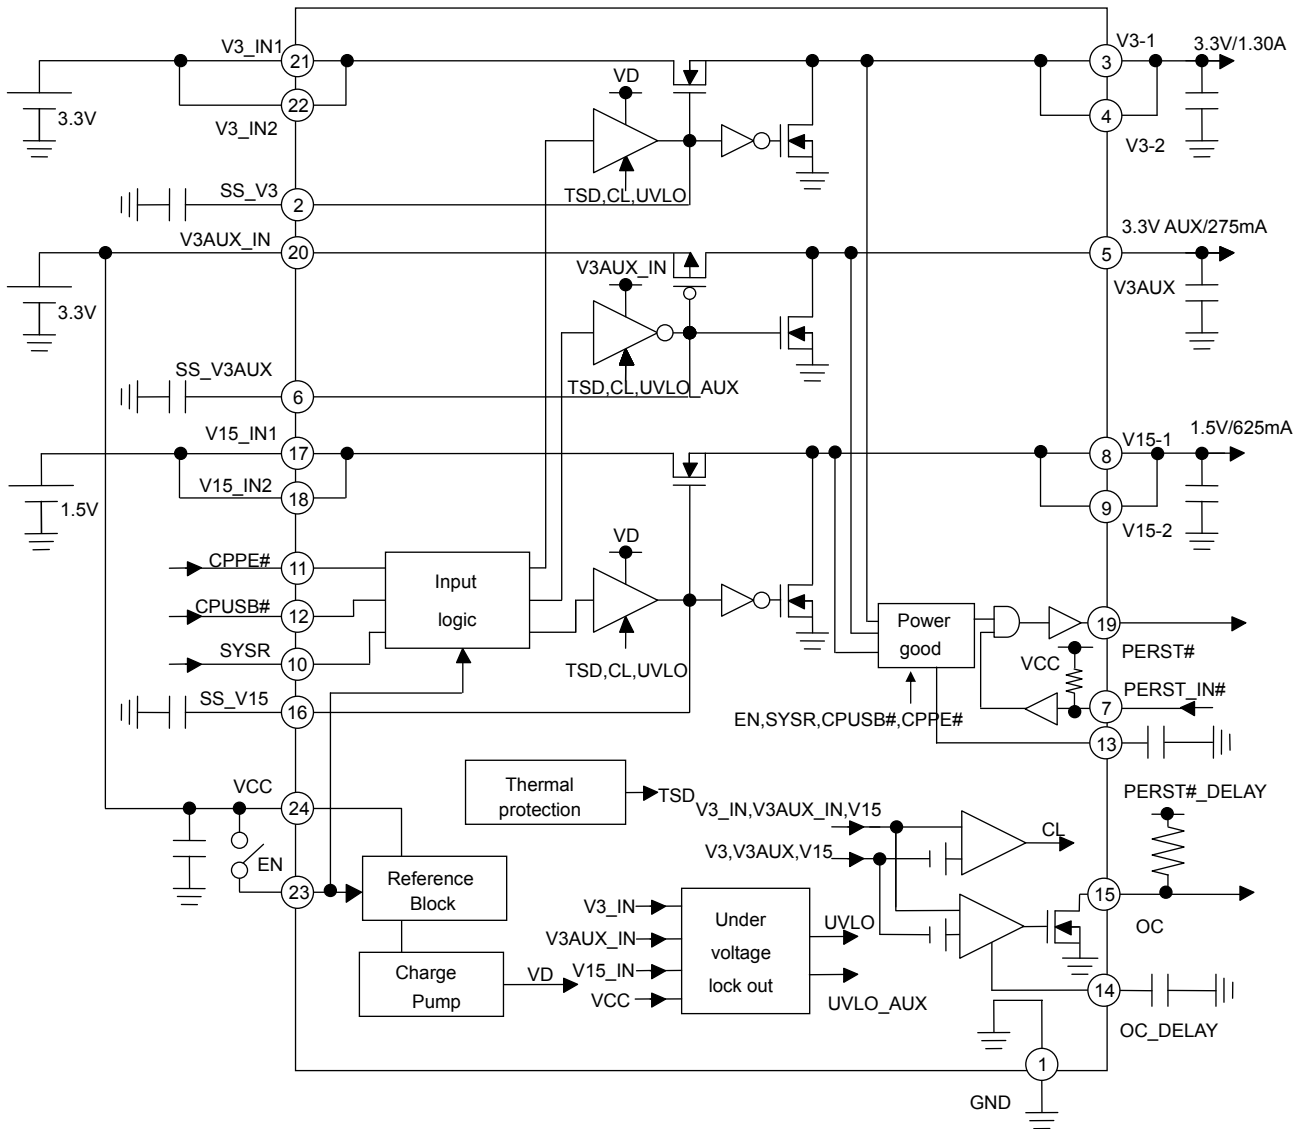 V3_IN1
21
V3-1
3
3.3V/1.30A
VD
22
3.3V
V3_IN2
4
V3-2
SS_V3
2
TSD,CL,UVLO
V3AUX_IN
20
3.3V AUX/275mA
5
V3AUX_IN
V3AUX
3.3V
SS_V3AUX
6
TSD,CL,UVLO_AUX
V15_IN1
17
V15-1
8
1.5V/625mA
V15_IN2
18
1.5V
9
V15-2
VD
CPPE#
11
Input
logic
CPUSB#
12
SYSR
10
TSD,CL,UVLO
Power
good
19
PERST#
VCC
SS_V15
16
EN,SYSR,CPUSB#,CPPE#
PERST_IN#
7
13
Thermal
protection
TSD
VCC
24
PERST#_DELAY
V3_IN,V3AUX_IN,V15
CL
V3,V3AUX,V15
EN
23
Reference
Block
15
OC
V3_IN
V3AUX_IN
V15_IN
VCC
Under
voltage
lock out
UVLO
UVLO_AUX
Charge
Pump
VD
14
OC_DELAY
1
GND